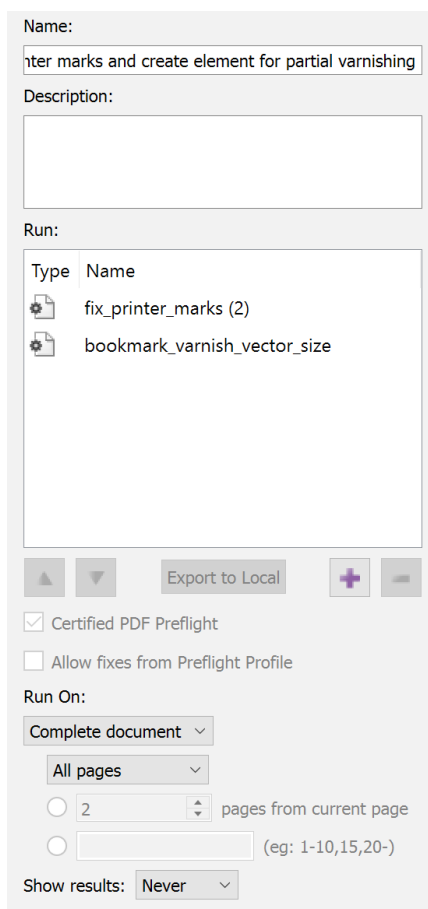 Name:
nter marks and create element for partial varnishing
Description:
Run:
Type Name
fix_printer_marks (2)
bookmark_varnish_vector_size
Export to Local
Certified PDF Preflight
Allow fixes from Preflight Profile
Run On:
Complete document
All pages
2 pages from current page
(eg: 1-10,15,20-)
Show results: Never